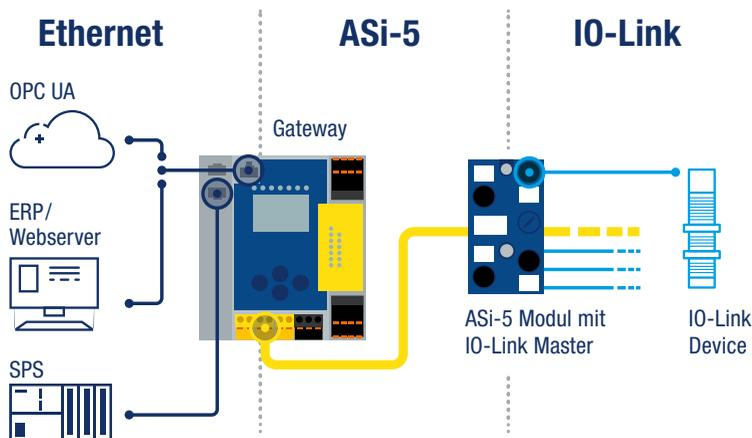 Ethernet
ASi-5
IO-Link
OPC UA
Gateway
ERP/
Webserver
ASi-5 Modul mit
IO-Link Master
IO-Link
Device
SPS